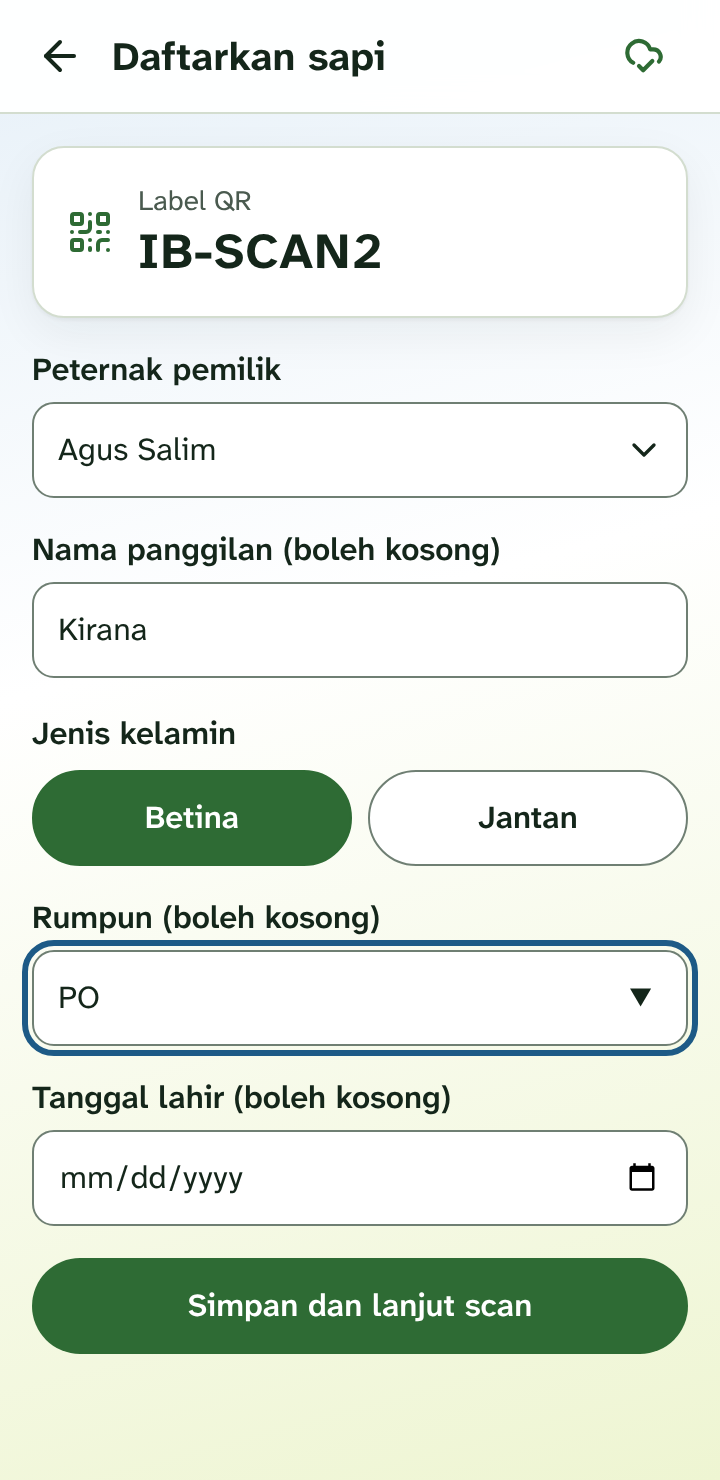 Daftarkan sapi
Label QR
IB-SCAN2
Peternak pemilik
Agus Salim
Nama panggilan (boleh kosong)
Kirana
Jenis kelamin
Betina
Jantan
Rumpun (boleh kosong)
PO
Tanggal lahir (boleh kosong)
mm/dd/yyyy
Simpan dan lanjut scan